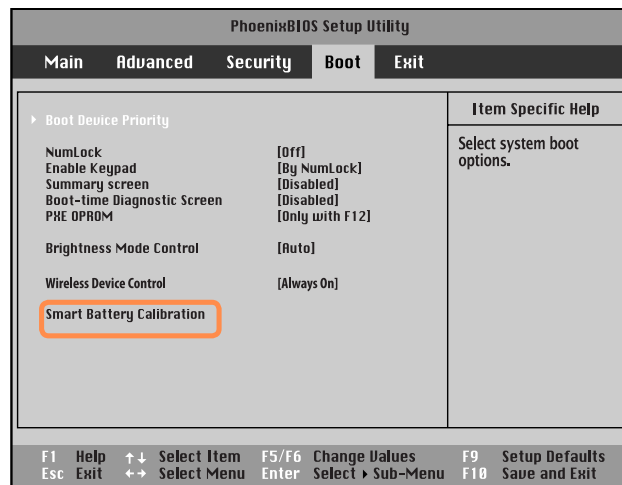 PhoenixBIOS Setup Utility
Main Advanced Security Boot Exit
▸ Boot Device Priority
NumLock [Off]
Enable Keypad [By NumLock]
Summary screen [Disabled]
Boot-time Diagnostic Screen [Disabled]
PXE OPROM [Only with F12]
Brightness Mode Control [Auto]
Wireless Device Control [Always On]
Smart Battery Calibration
Item Specific Help
Select system boot
options.
F1 Help ↑↓ Select Item F5/F6 Change Values F9 Setup Defaults
Esc Exit ←→ Select Menu Enter Select ▸ Sub-Menu F10 Save and Exit